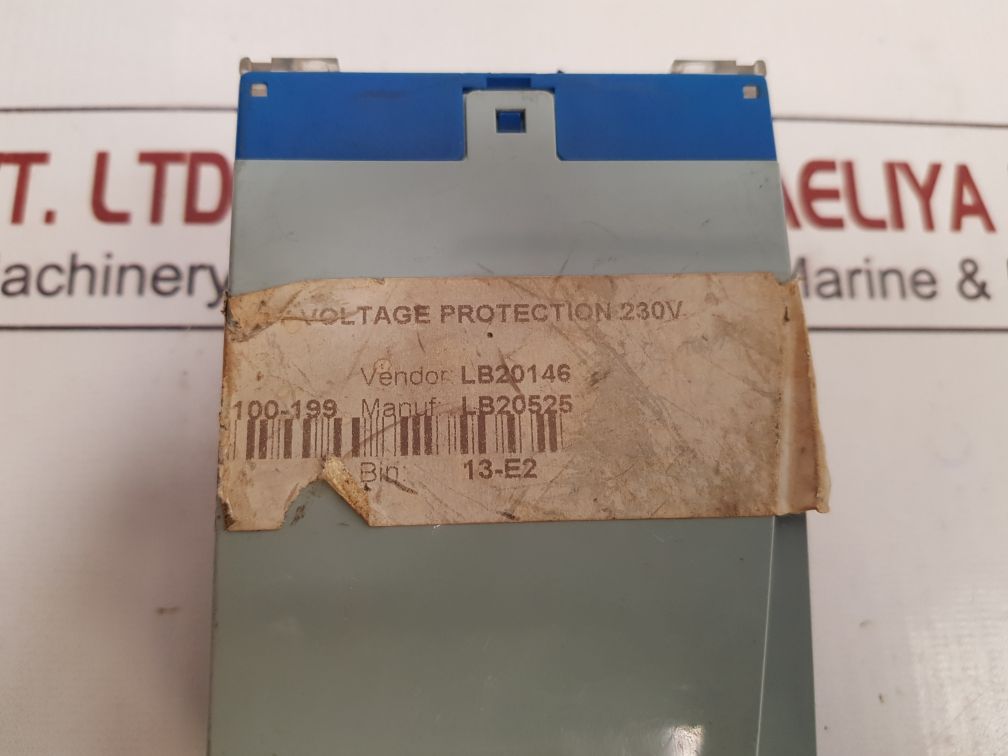 T. LTD AELIYA
achinery Marine &
VOLTAGE PROTECTION 230V
Vendor: LB20146
100-199 Manuf: LB20525
Bin: 13-E2